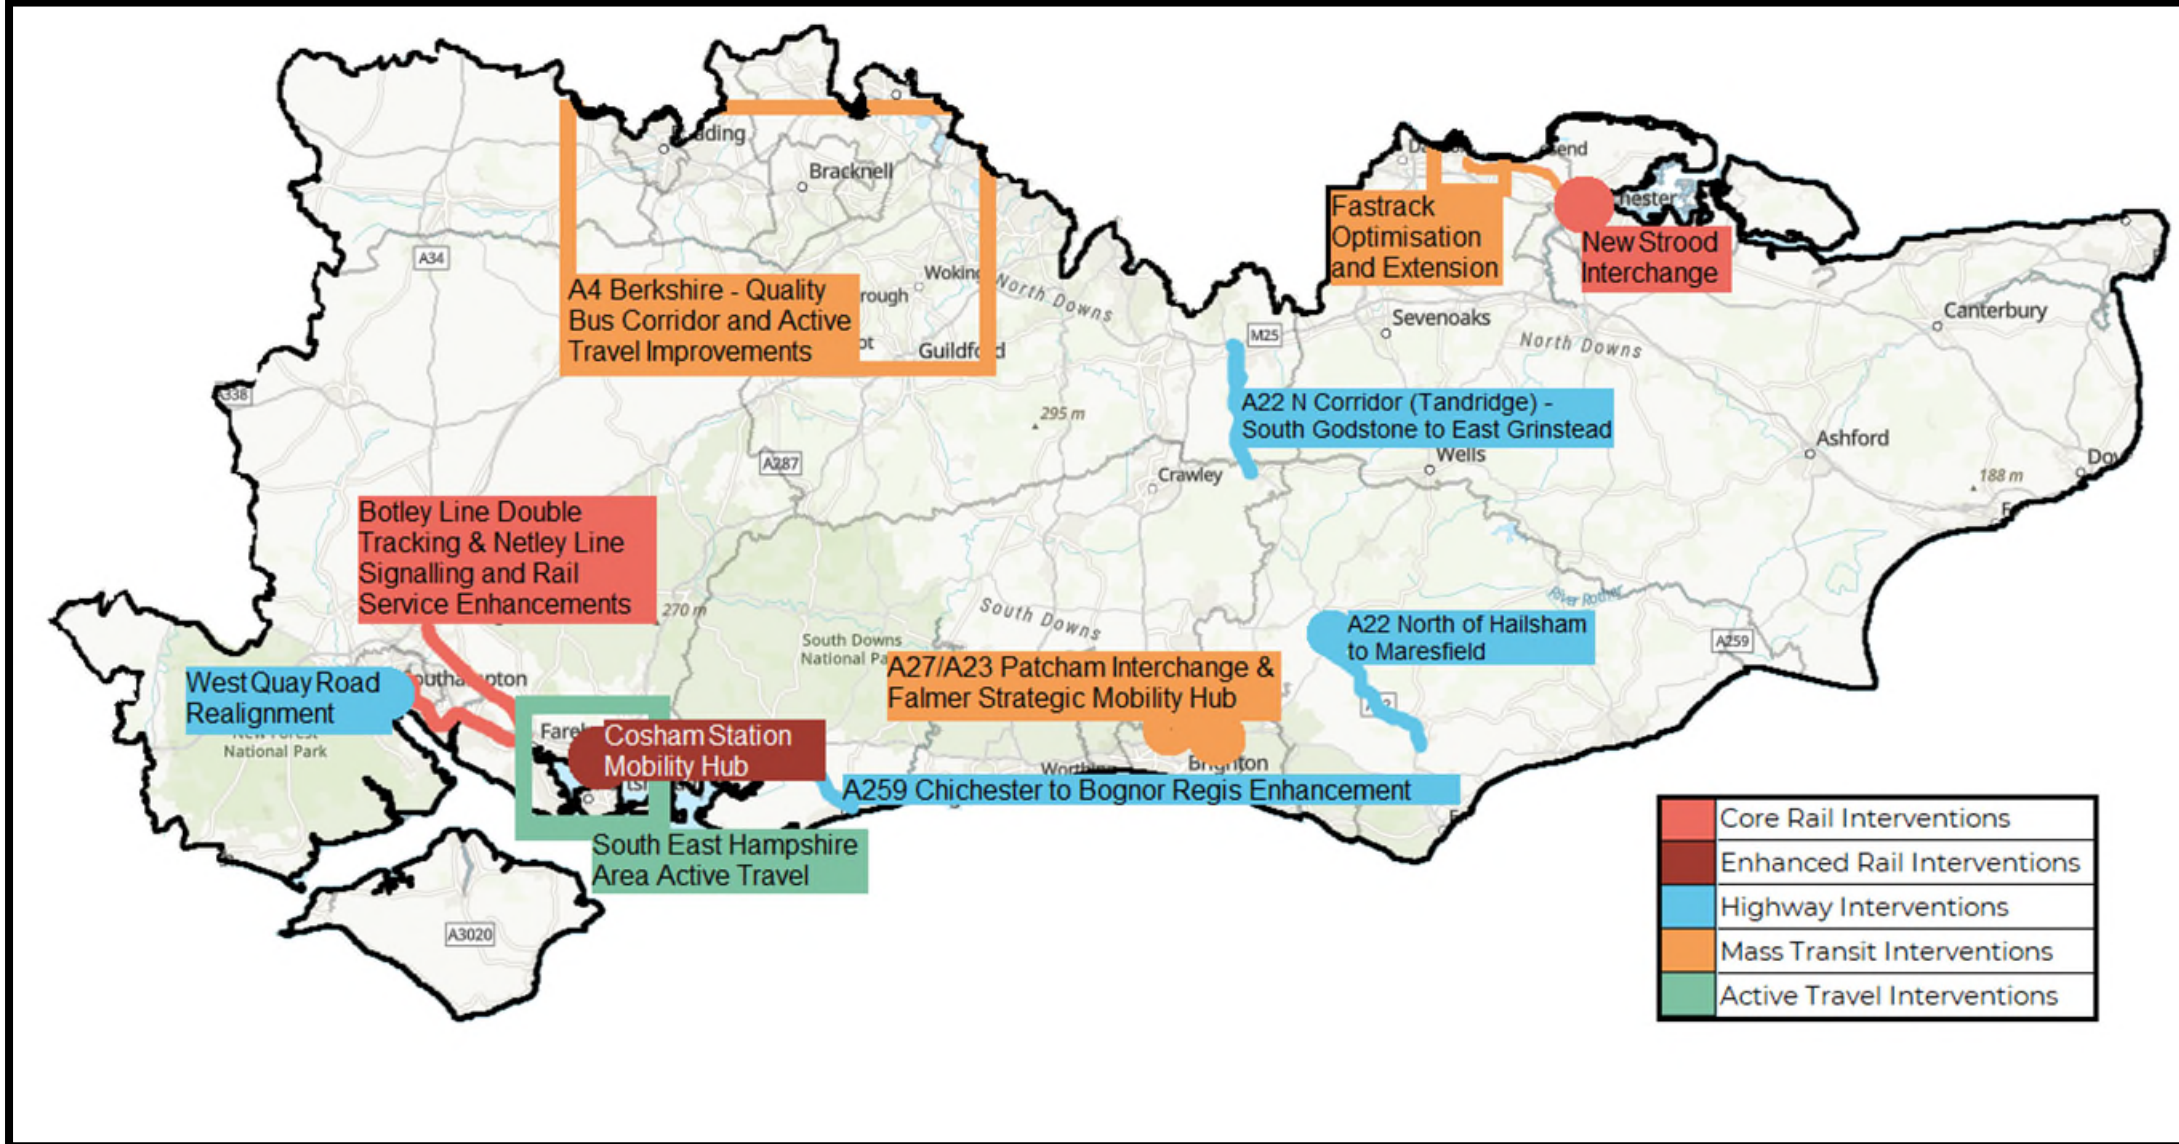 Bracknell
A34
Woking
North Downs
A4 Berkshire - Quality
Bus Corridor and Active
Travel Improvements
Guildford
Fastrack
Optimisation
and Extension
New Strood
Interchange
Sevenoaks
North Downs
Canterbury
M25
A338
295 m
A22 N Corridor (Tandridge) -
South Godstone to East Grinstead
Wells
Ashford
A287
Crawley
188 m
Botley Line Double
Tracking & Netley Line
Signalling and Rail
Service Enhancements
270 m
South Downs
South Downs
National
River Rother
A22 North of Hailsham
to Maresfield
A259
West Quay Road
Realignment
National Park
A27/A23 Patcham Interchange &
Falmer Strategic Mobility Hub
Cosham Station
Mobility Hub
Brighton
A259 Chichester to Bognor Regis Enhancement
South East Hampshire
Area Active Travel
A3020
Core Rail Interventions
Enhanced Rail Interventions
Highway Interventions
Mass Transit Interventions
Active Travel Interventions